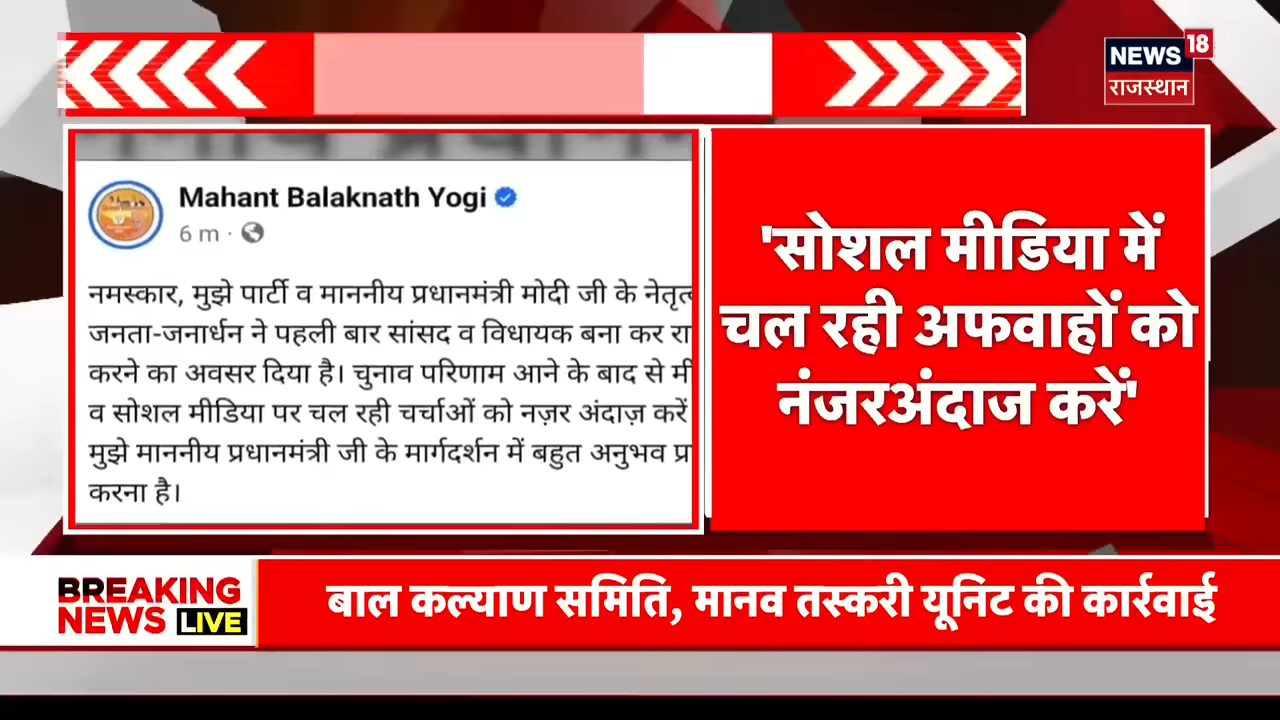 NEWS 18
राजस्थान
Mahant Balaknath Yogi
6 m ·
नमस्कार, मुझे पार्टी व माननीय प्रधानमंत्री मोदी जी के
जनता-जनार्धन ने पहली बार सांसद व विधायक बना कर
करने का अवसर दिया है। चुनाव परिणाम आने के बाद से
व सोशल मीडिया पर चल रही चर्चाओं को नज़र अंदाज़ करें
मुझे माननीय प्रधानमंत्री जी के मार्गदर्शन में बहुत अनुभव
करना है।
'सोशल मीडिया में
चल रही अफवाहों को
नंजरअंदाज करें'
BREAKING
NEWS LIVE
बाल कल्याण समिति, मानव तस्करी यूनिट की कार्रवाई